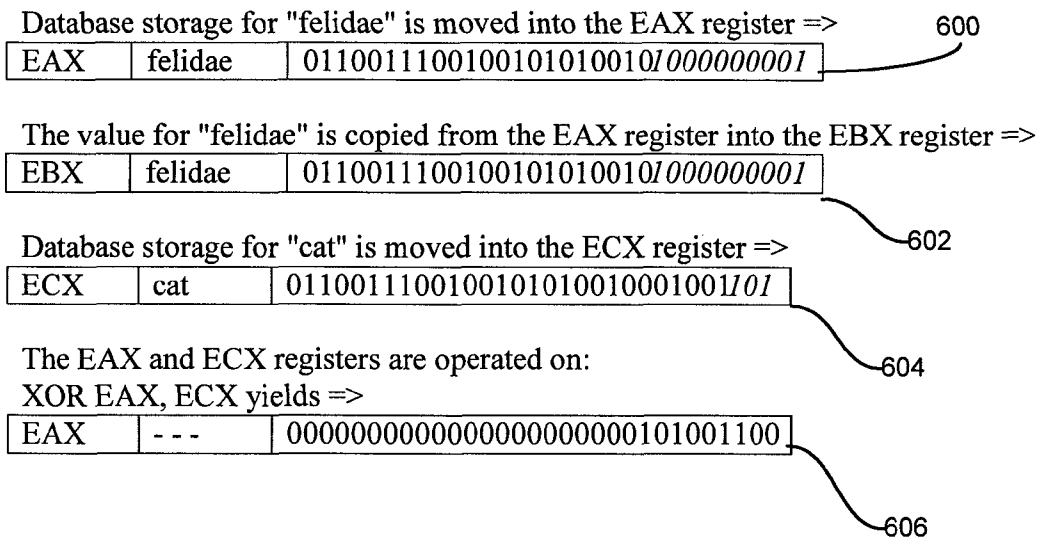 Database storage for "felidae" is moved into the EAX register =>
600
EAX felidae 01100111001001010100101000000001
The value for "felidae" is copied from the EAX register into the EBX register =>
EBX felidae 01100111001001010100101000000001
602
Database storage for "cat" is moved into the ECX register =>
ECX cat 0110011100100101010010001001101
604
The EAX and ECX registers are operated on:
XOR EAX, ECX yields =>
EAX - - - 0000000000000000000000101001100
606